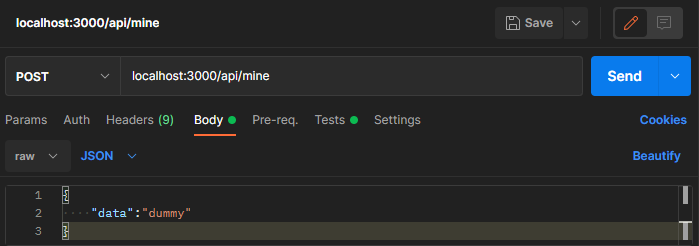 localhost:3000/api/mine
Save
POST localhost:3000/api/mine Send
Params Auth Headers (9) Body Pre-req. Tests Settings Cookies
raw JSON Beautify
1 {
2 "data":"dummy"
3 }